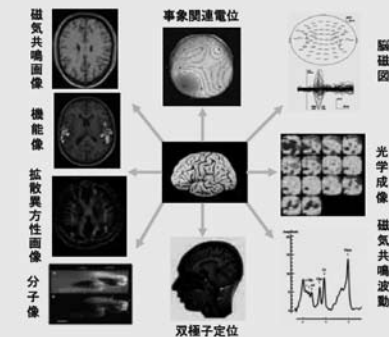 磁気共鳴画像
事象関連電位
脳磁図
機能像
光学成像
拡散異方性画像
磁気共鳴波動
分子像
双極子定位